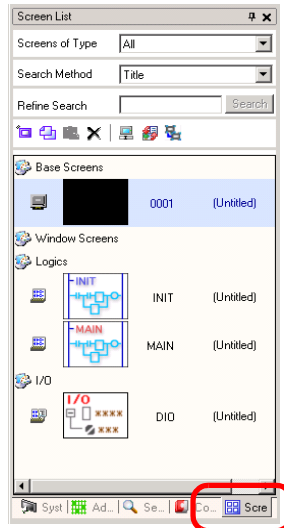 Screen List
Screens of Type All
Search Method Title
Refine Search Search
Base Screens
0001 (Untitled)
Window Screens
Logics
INIT INIT (Untitled)
MAIN MAIN (Untitled)
I/O
I/O **** *** DIO (Untitled)
Syst Ad... Se... Co... Scre